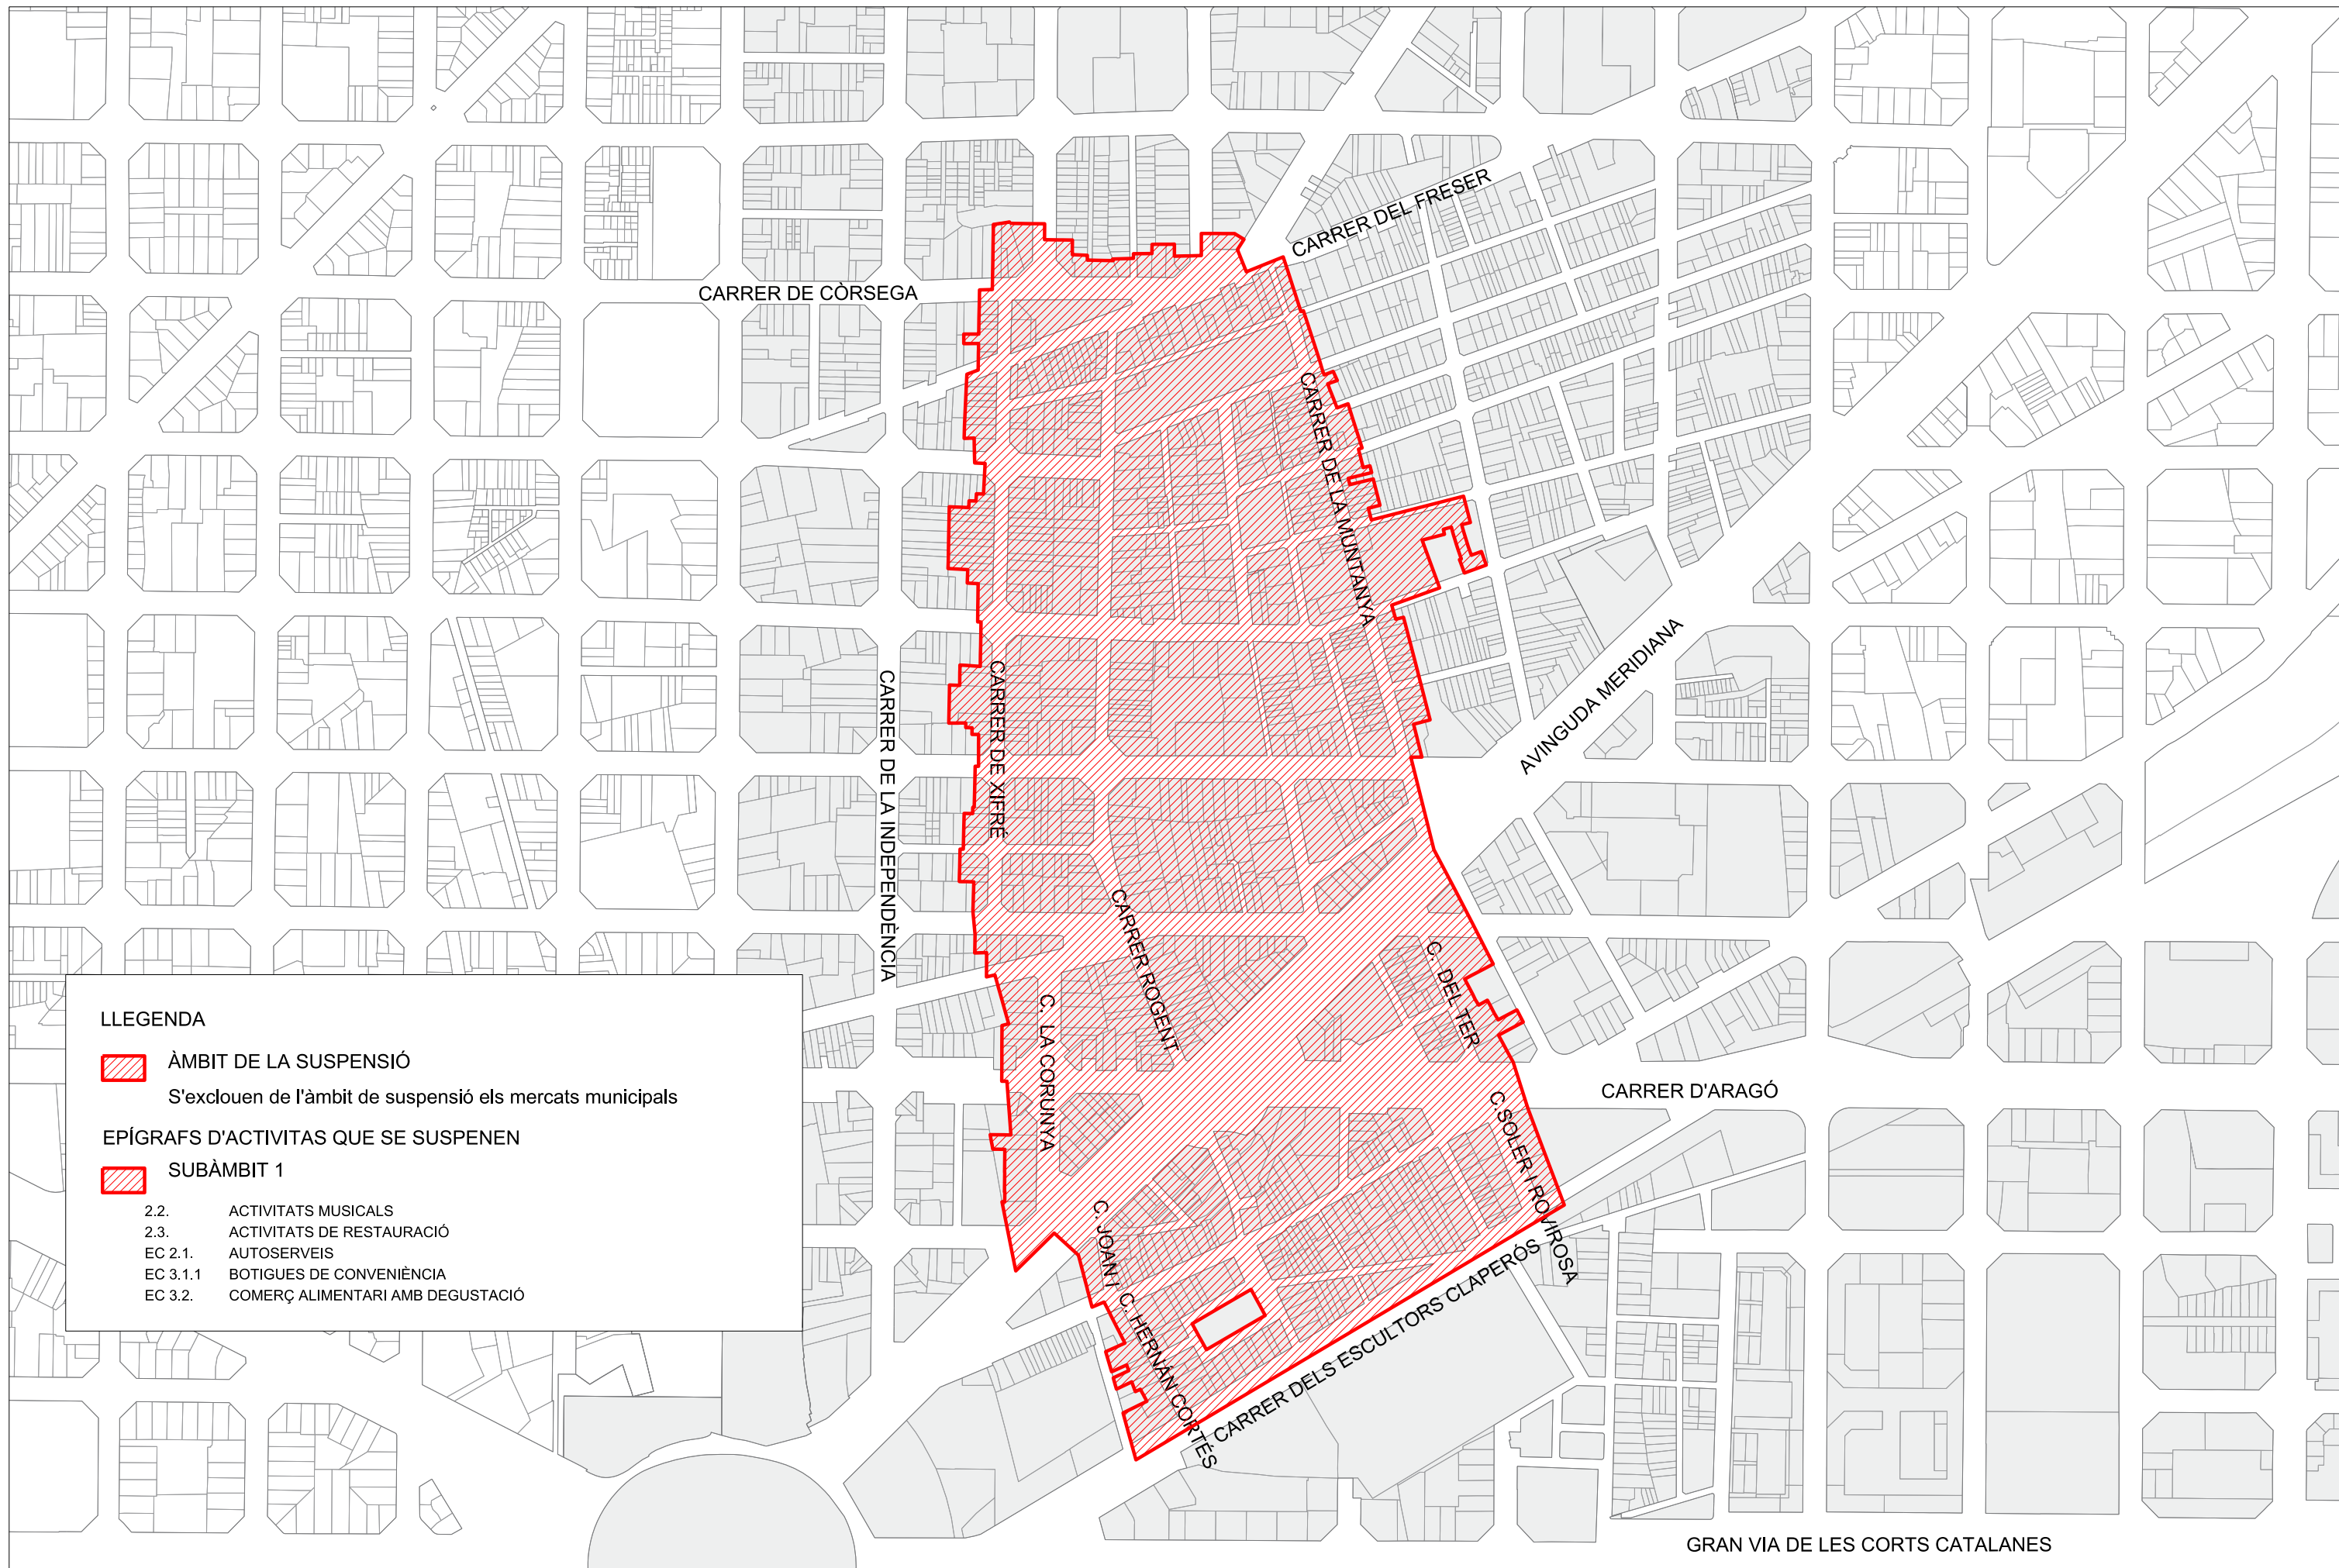 CARRER DEL FRESER
CARRER DE CÒRSEGA
CARRER DE LA MUNTANYA
AVINGUDA MERIDIANA
CARRER DE XIFRÉ
CARRER DE LA INDEPENDÈNCIA
CARRER ROGENT
C. DEL TER
C. LA CORUNYA
CARRER D'ARAGÓ
C.SOLER I ROVIROSA
C. JOAN I
C. HERNÁN CORTÉS
CARRER DELS ESCULTORS CLAPERÓS
GRAN VIA DE LES CORTS CATALANES
LLEGENDA
ÀMBIT DE LA SUSPENSIÓ
S'exclouen de l'àmbit de suspensió els mercats municipals
EPÍGRAFS D'ACTIVITAS QUE SE SUSPENEN
SUBÀMBIT 1
2.2. ACTIVITATS MUSICALS
2.3. ACTIVITATS DE RESTAURACIÓ
EC 2.1. AUTOSERVEIS
EC 3.1.1 BOTIGUES DE CONVENIÈNCIA
EC 3.2. COMERÇ ALIMENTARI AMB DEGUSTACIÓ